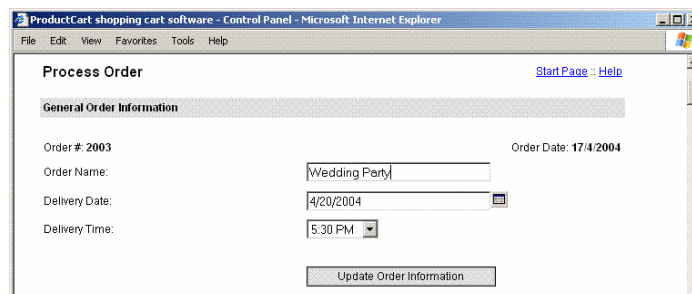 ProductCart shopping cart software - Control Panel - Microsoft Internet Explorer
File Edit View Favorites Tools Help
Process Order Start Page :: Help
General Order Information
Order #: 2003 Order Date: 17/4/2004
Order Name: Wedding Party
Delivery Date: 4/20/2004
Delivery Time: 5:30 PM
Update Order Information